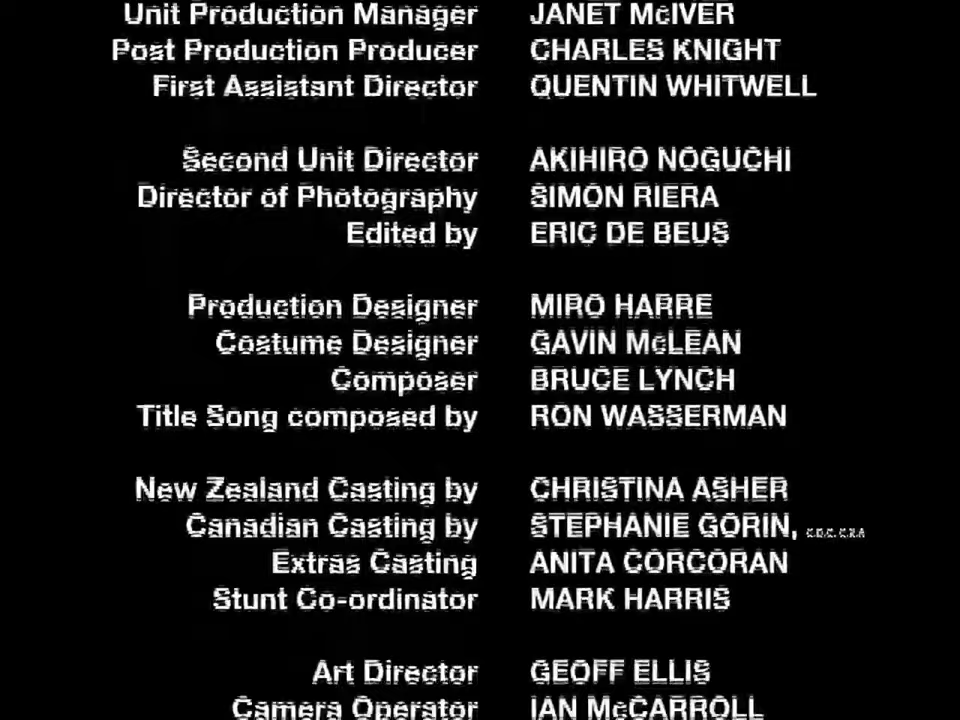 Unit Production Manager JANET McIVER
Post Production Producer CHARLES KNIGHT
First Assistant Director QUENTIN WHITWELL
Second Unit Director AKIHIRO NOGUCHI
Director of Photography SIMON RIERA
Edited by ERIC DE BEUS
Production Designer MIRO HARRE
Costume Designer GAVIN McLEAN
Composer BRUCE LYNCH
Title Song composed by RON WASSERMAN
New Zealand Casting by CHRISTINA ASHER
Canadian Casting by STEPHANIE GORIN, C.D.C. C.S.A
Extras Casting ANITA CORCORAN
Stunt Co-ordinator MARK HARRIS
Art Director GEOFF ELLIS
Camera Operator IAN McCARROLL